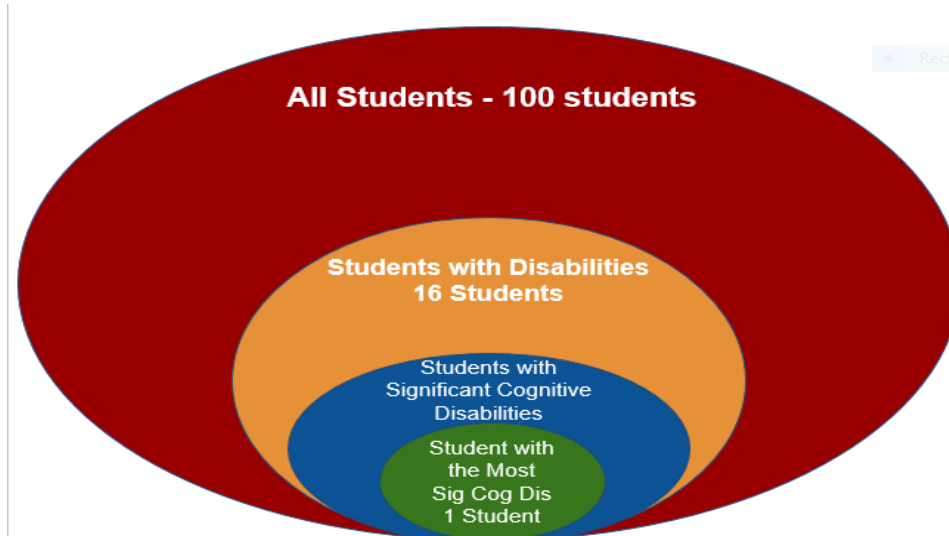 Rec
All Students - 100 students
Students with Disabilities
16 Students
Students with
Significant Cognitive
Disabilities
Student with
the Most
Sig Cog Dis
1 Student